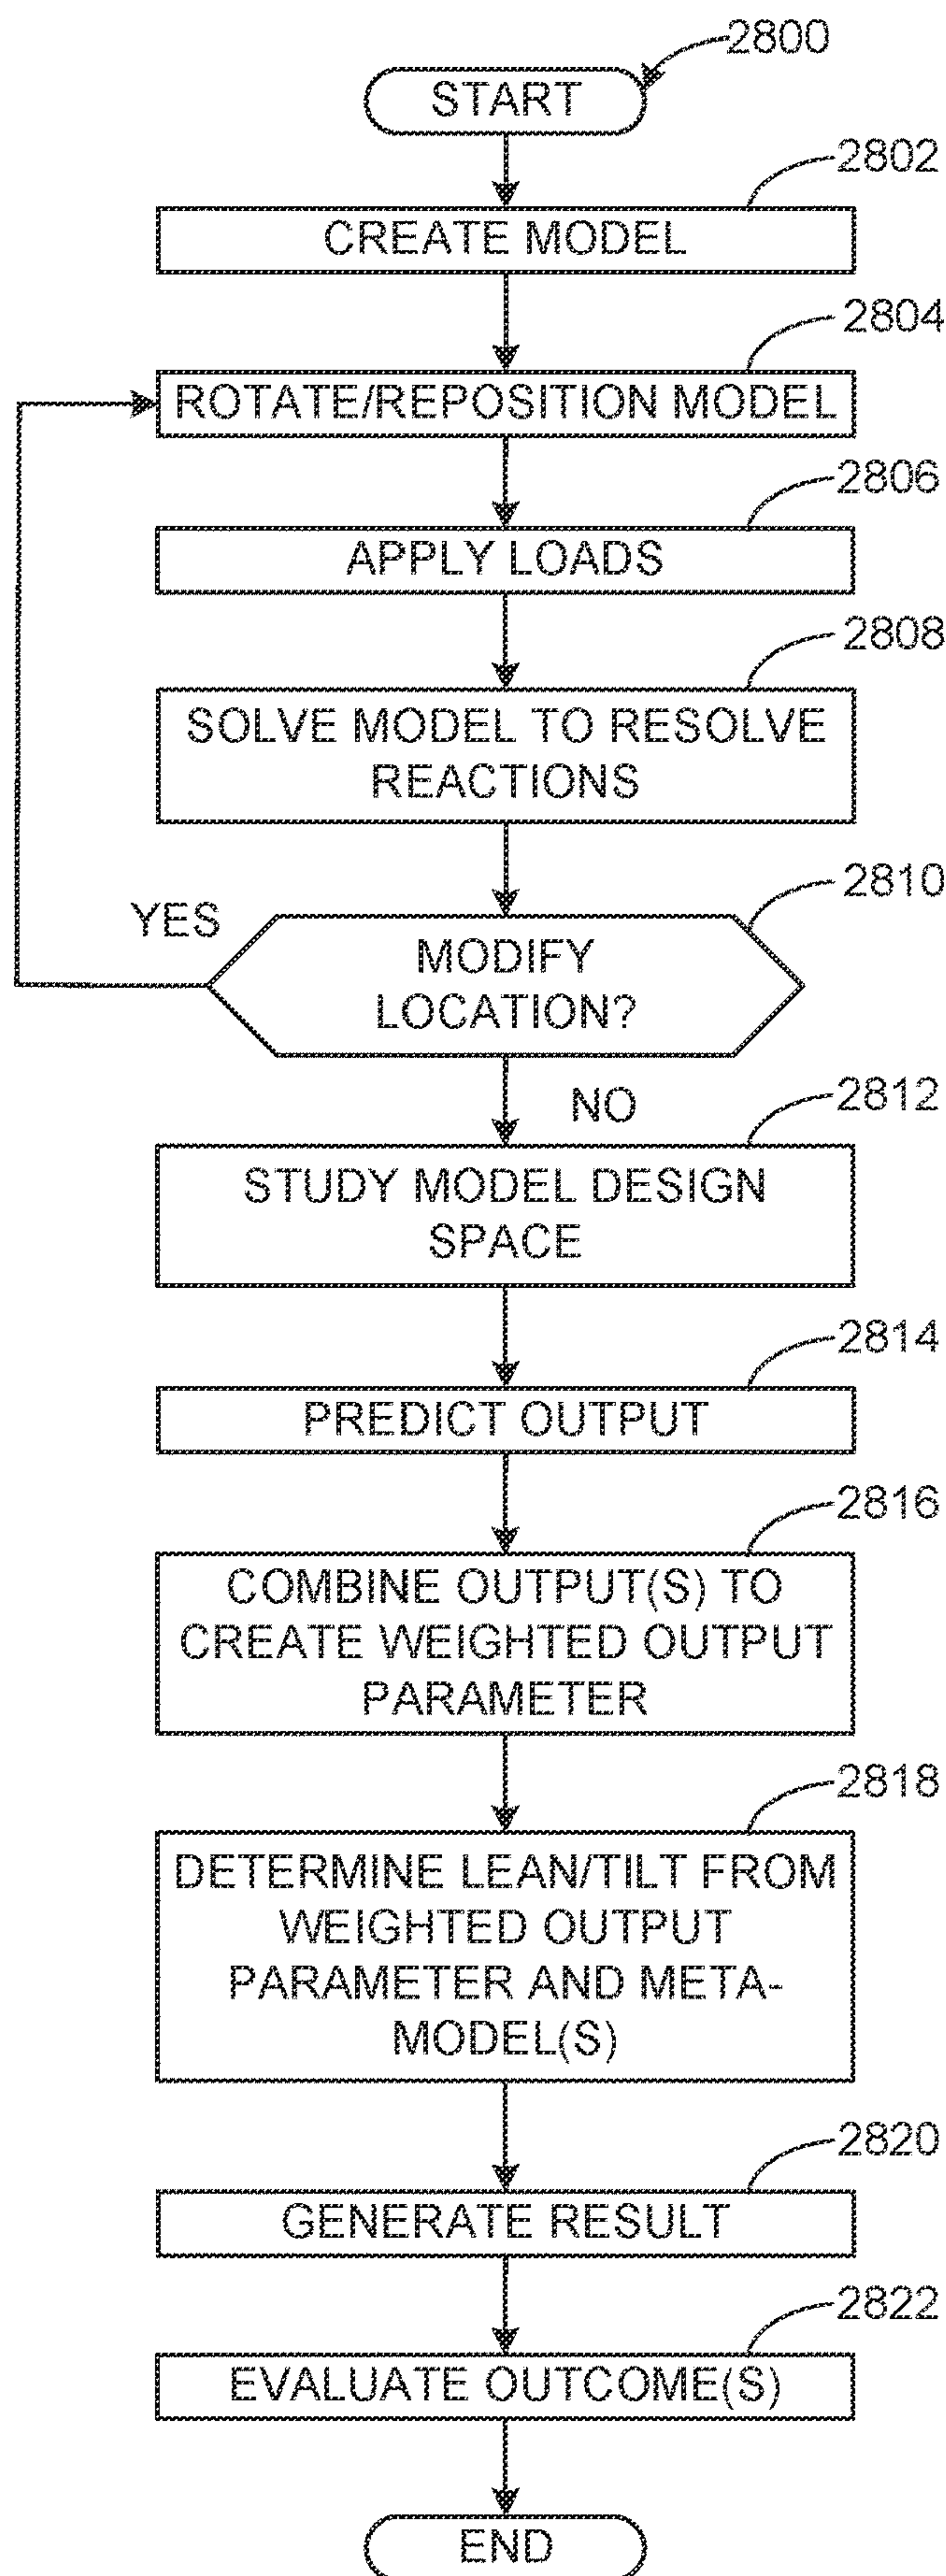 2800
START
2802
CREATE MODEL
2804
ROTATE/REPOSITION MODEL
2806
APPLY LOADS
2808
SOLVE MODEL TO RESOLVE
REACTIONS
2810
YES
MODIFY
LOCATION?
NO
2812
STUDY MODEL DESIGN
SPACE
2814
PREDICT OUTPUT
2816
COMBINE OUTPUT(S) TO
CREATE WEIGHTED OUTPUT
PARAMETER
2818
DETERMINE LEAN/TILT FROM
WEIGHTED OUTPUT
PARAMETER AND META-
MODEL(S)
2820
GENERATE RESULT
2822
EVALUATE OUTCOME(S)
END